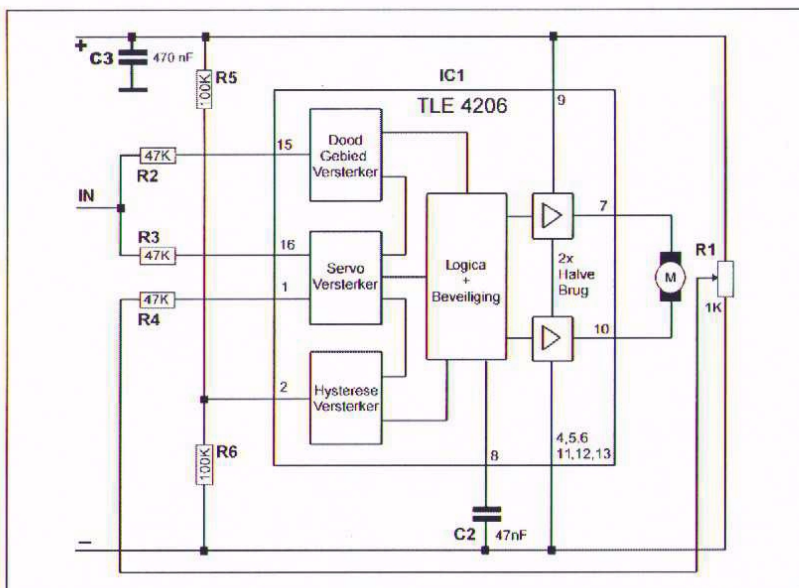 +
C3
470 nF
R5
100K
IC1
TLE 4206
9
15
Dood
Gebied
Versterker
47K
R2
IN
7
R3
47K
16
Servo
Versterker
1
Logica
+
Beveiliging
2x
Halve
Brug
M
R1
1K
47K
R4
10
2
Hysterese
Versterker
R6
100K
4,5.6
11,12,13
8
C2
47nF
−